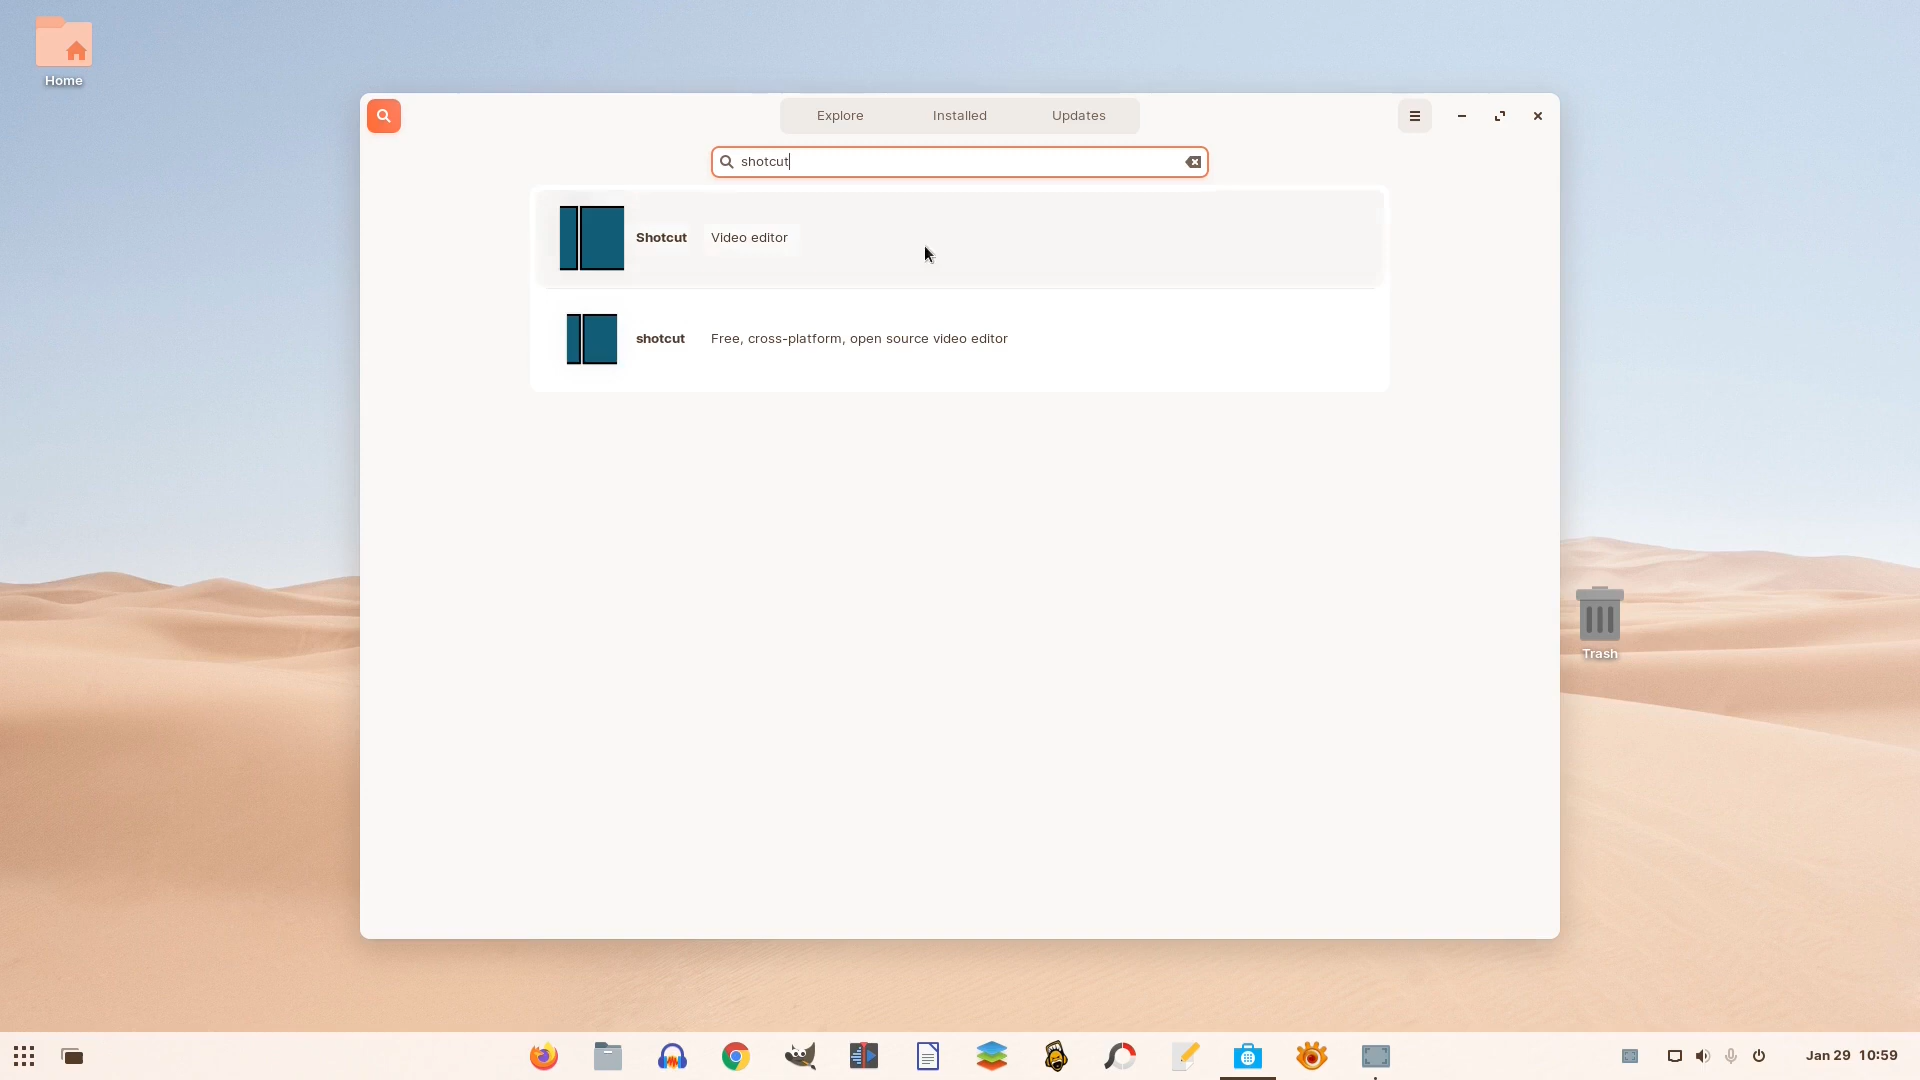 Home
Explore Installed Updates
shotcut
Shotcut Video editor
shotcut Free, cross-platform, open source video editor
Trash
Jan 29 10:59